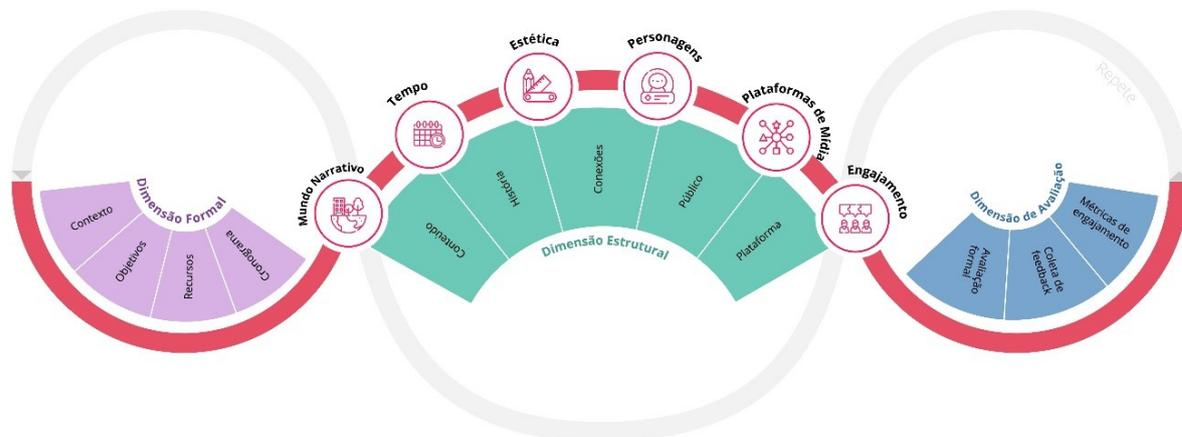 Dimensão Formal
Contexto
Objetivos
Recursos
Cronograma
Mundo Narrativo
Tempo
Estética
Personagens
Plataformas de Mídia
Engajamento
Conteúdo
História
Conexões
Público
Plataforma
Dimensão Estrutural
Dimensão de Avaliação
Avaliação
formal
Coleta de
feedback
Métricas de
engajamento
Repete